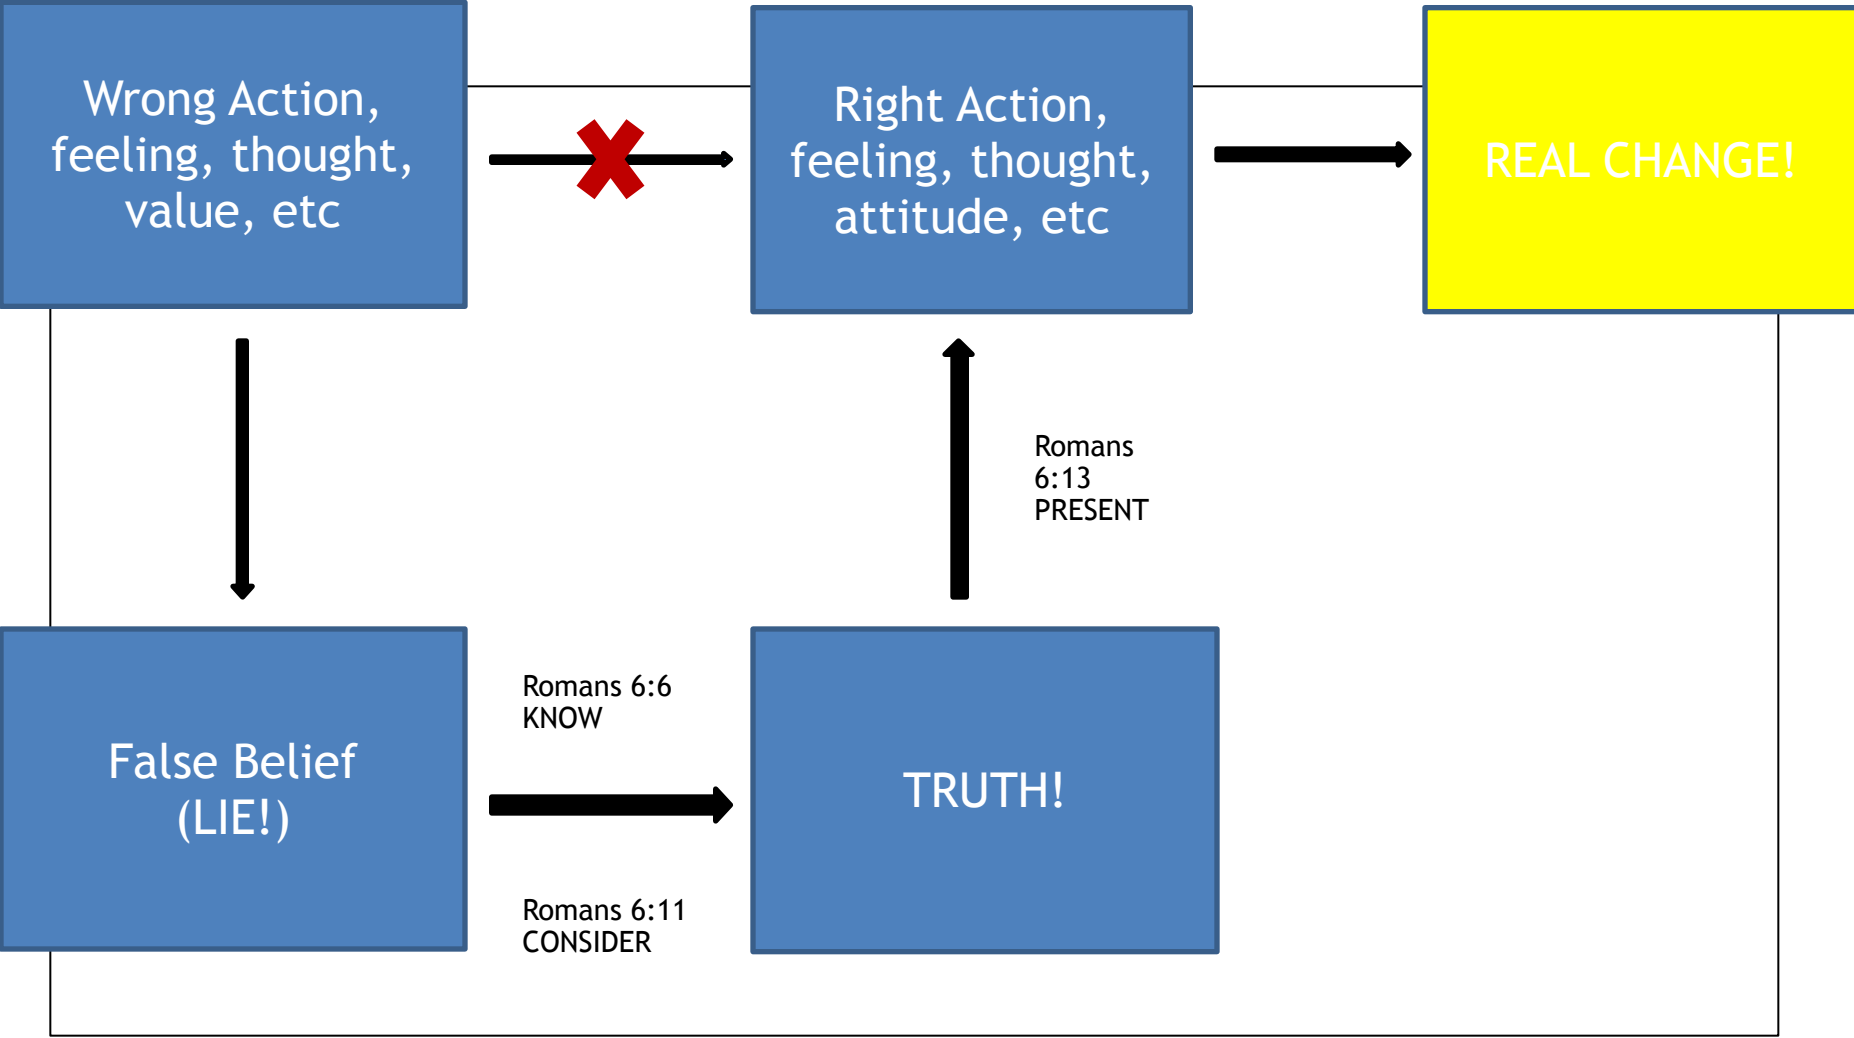 Wrong Action,
feeling, thought,
value, etc
Right Action,
feeling, thought,
attitude, etc
REAL CHANGE!
Romans
6:13
PRESENT
False Belief
(LIE!)
Romans 6:6
KNOW
TRUTH!
Romans 6:11
CONSIDER